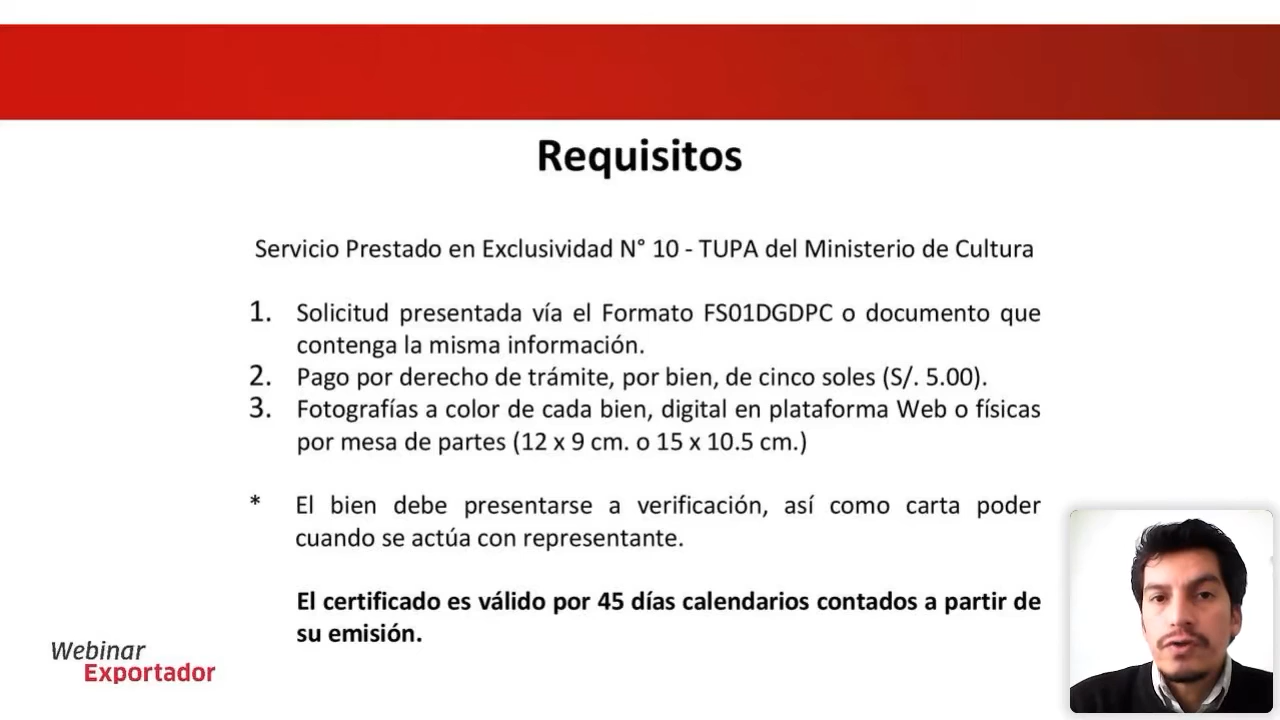 Requisitos
Servicio Prestado en Exclusividad N° 10 - TUPA del Ministerio de Cultura
1. Solicitud presentada vía el Formato FS01DGDPC o documento que
contenga la misma información.
2. Pago por derecho de trámite, por bien, de cinco soles (S/. 5.00).
3. Fotografías a color de cada bien, digital en plataforma Web o físicas
por mesa de partes (12 x 9 cm. o 15 x 10.5 cm.)
* El bien debe presentarse a verificación, así como carta poder
cuando se actúa con representante.
El certificado es válido por 45 días calendarios contados a partir de
su emisión.
Webinar
Exportador